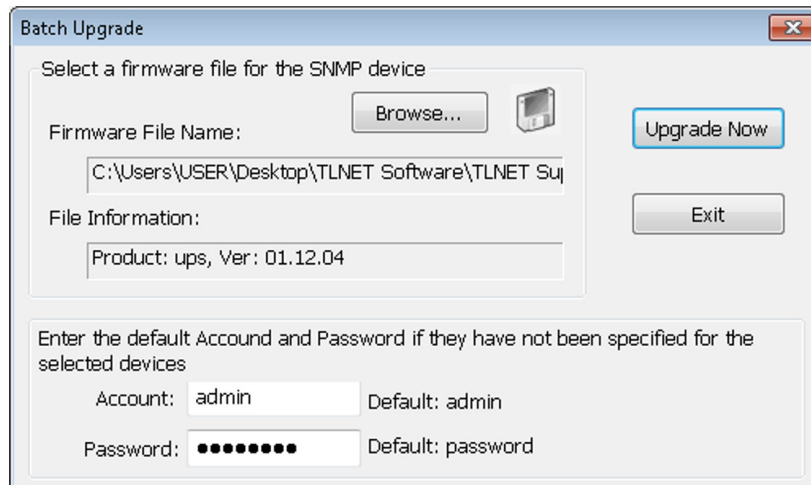 Batch Upgrade
Select a firmware file for the SNMP device
Browse...
Firmware File Name:
Upgrade Now
C:\Users\USER\Desktop\TLNET Software\TLNET Sup
File Information:
Exit
Product: ups, Ver: 01.12.04
Enter the default Accound and Password if they have not been specified for the
selected devices
Account: admin Default: admin
Password: ●●●●●●●● Default: password